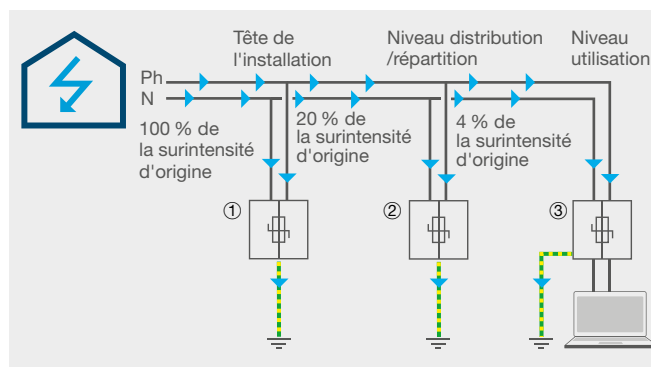 Tête de
l'installation
Niveau distribution
/répartition
Niveau
utilisation
Ph
N
100 % de
la surintensité
d'origine
20 % de
la surintensité
d'origine
4 % de
la surintensité
d'origine
①
②
③